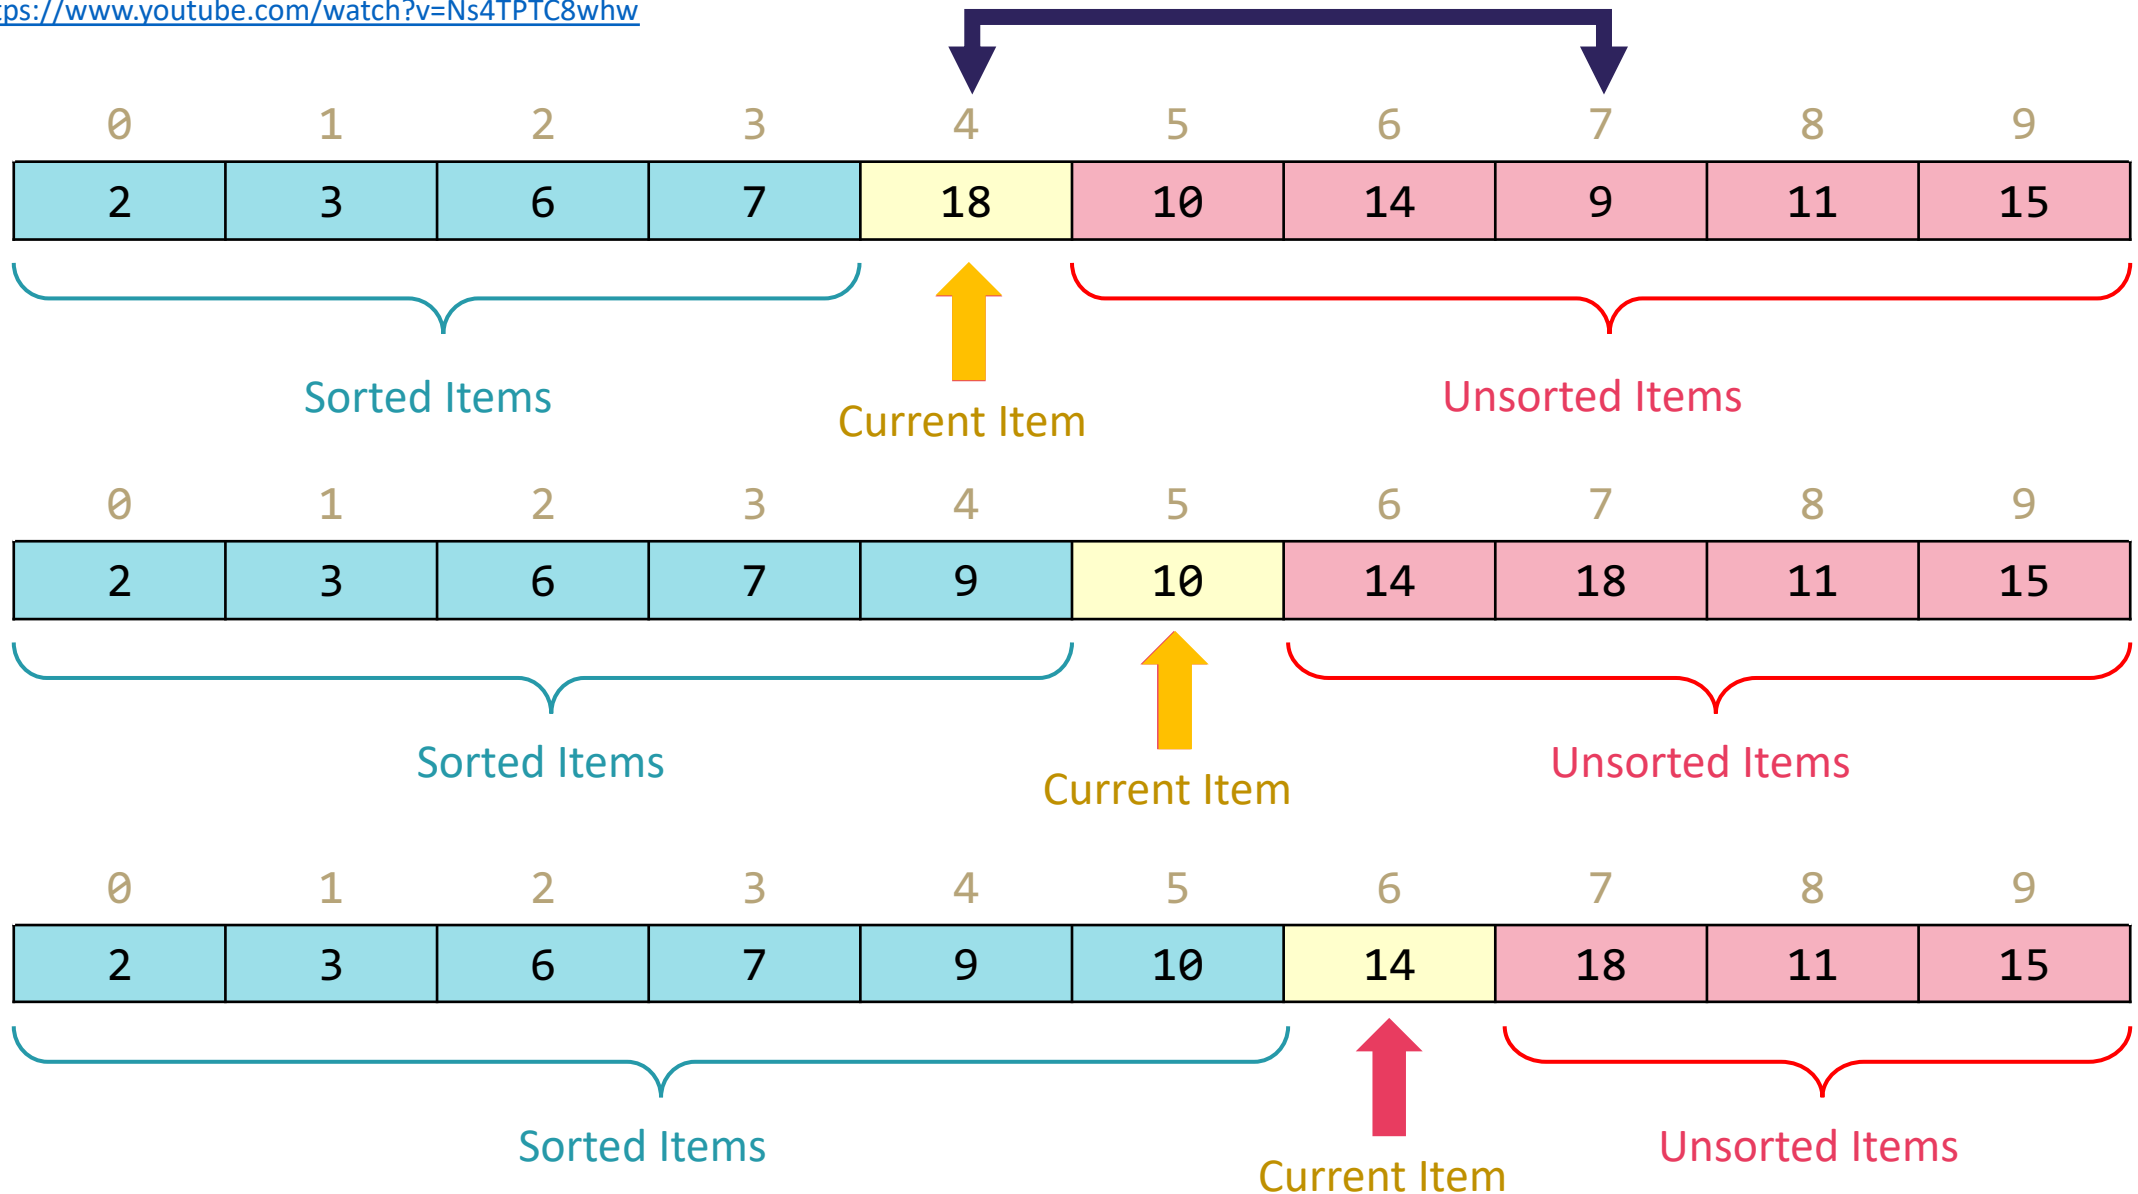 tps://www.youtube.com/watch?v=Ns4TPTC8whw
0 1 2 3 4 5 6 7 8 9
2 3 6 7 18 10 14 9 11 15
Sorted Items
Current Item
Unsorted Items
0 1 2 3 4 5 6 7 8 9
2 3 6 7 9 10 14 18 11 15
Sorted Items
Current Item
Unsorted Items
0 1 2 3 4 5 6 7 8 9
2 3 6 7 9 10 14 18 11 15
Sorted Items
Current Item
Unsorted Items